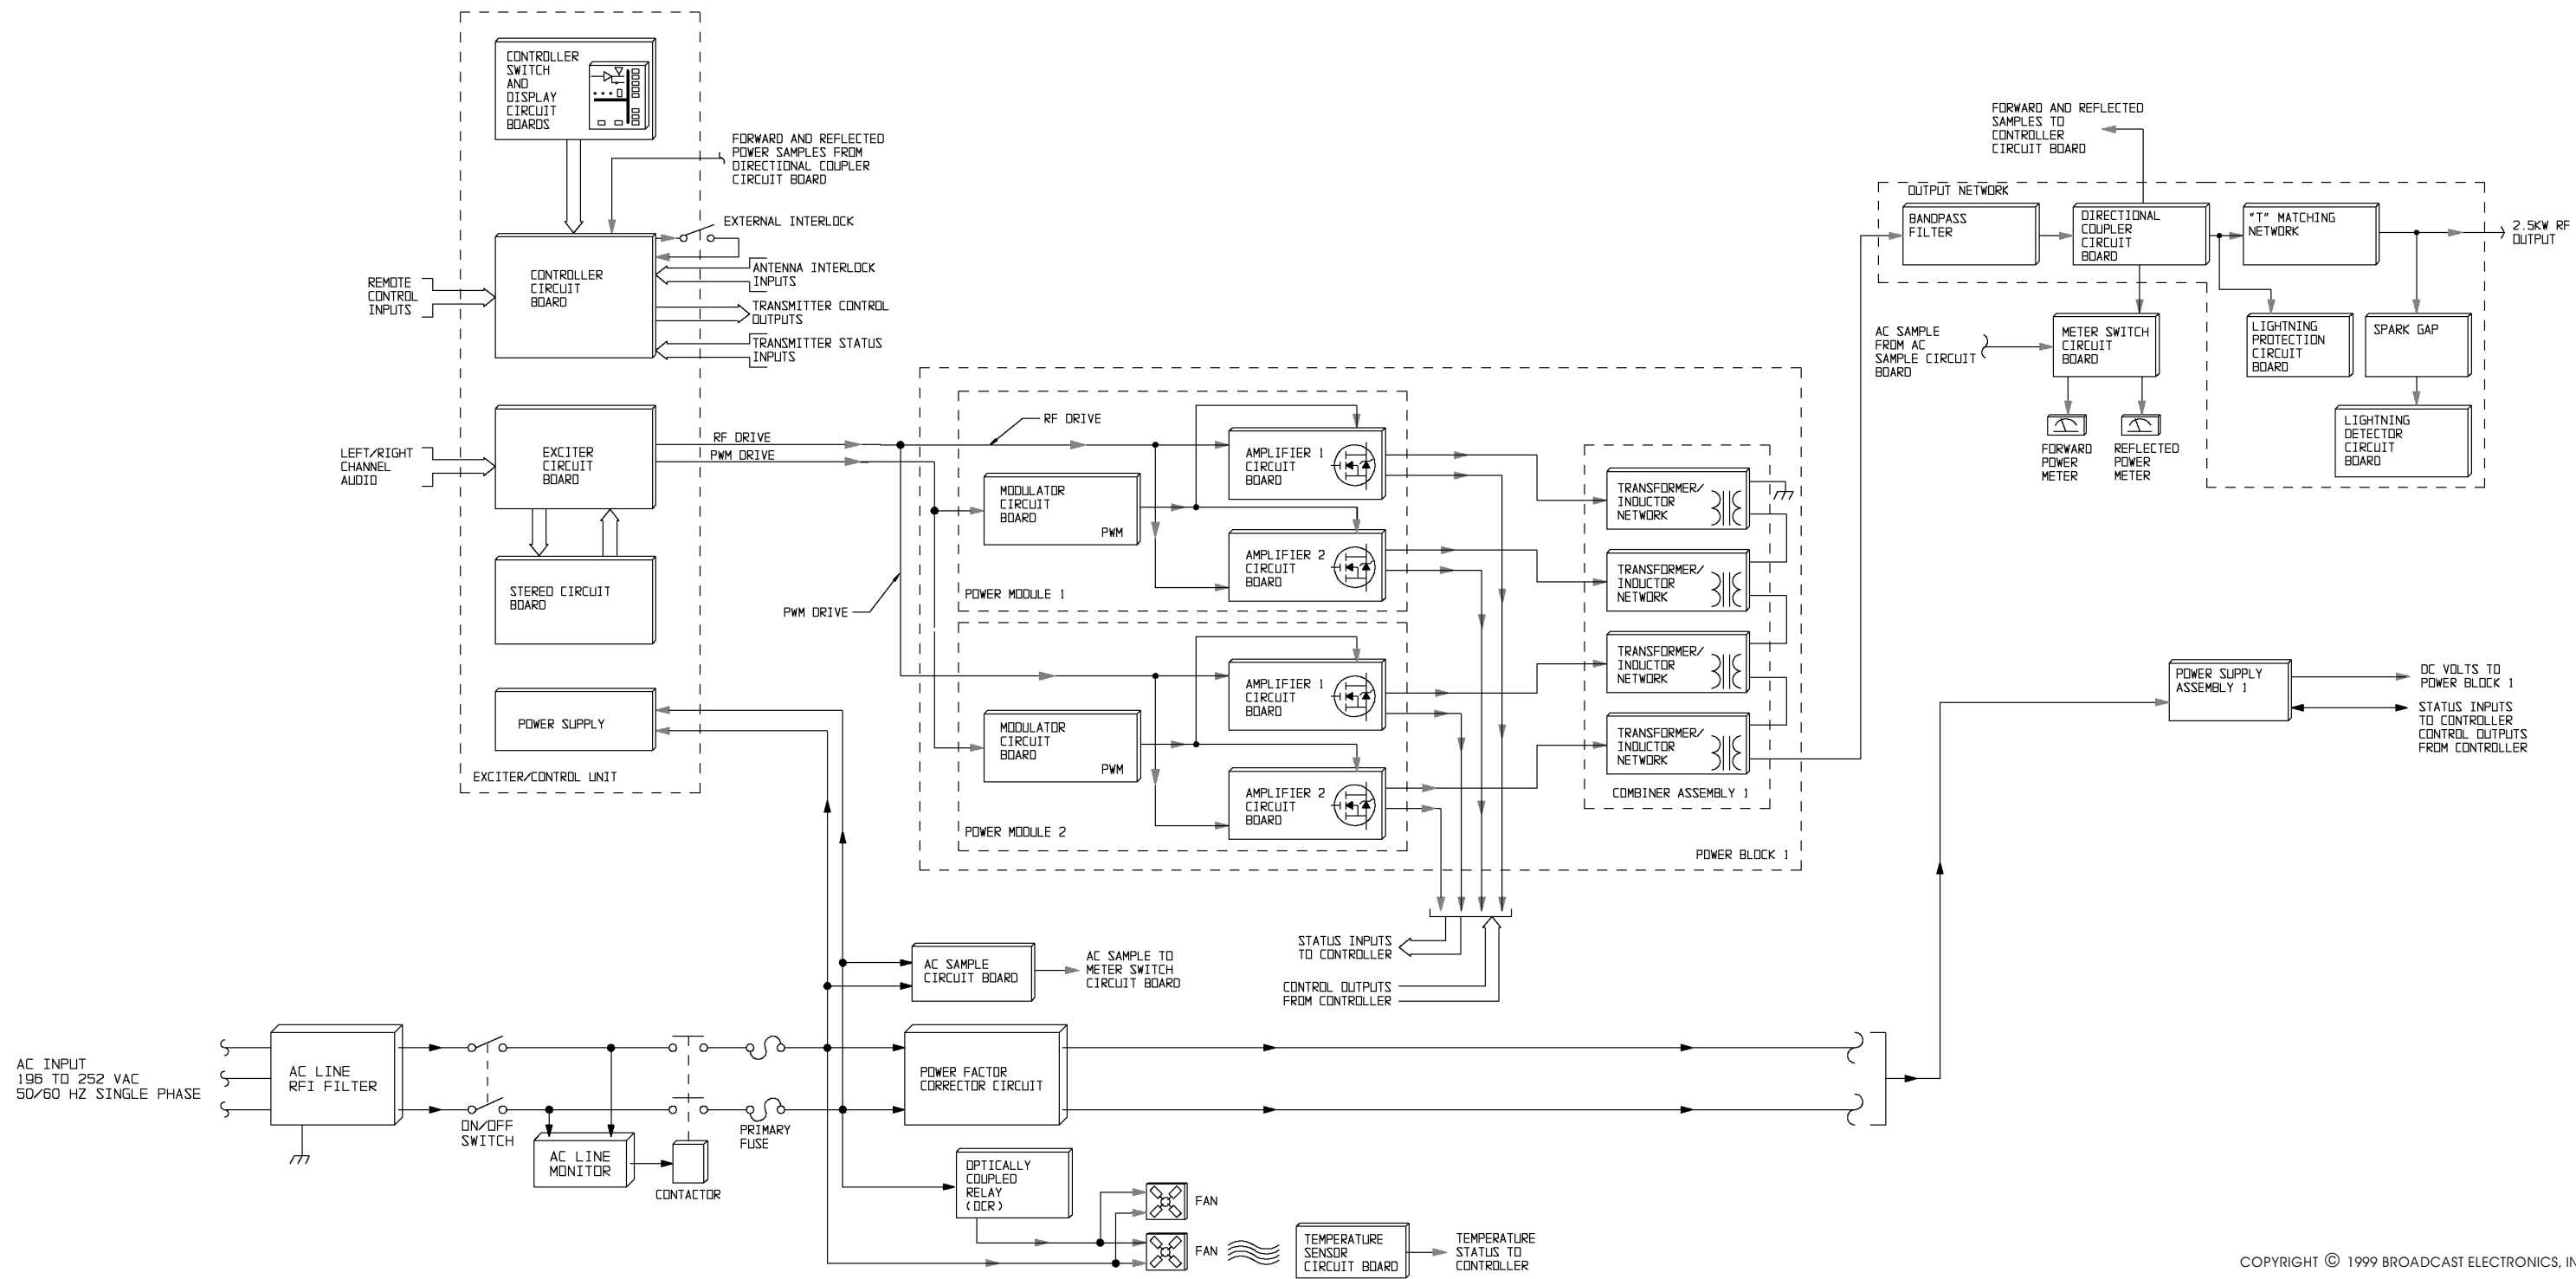 CONTROLLER
SWITCH
AND
DISPLAY
CIRCUIT
BOARDS
FORWARD AND REFLECTED
POWER SAMPLES FROM
DIRECTIONAL COUPLER
CIRCUIT BOARD
EXTERNAL INTERLOCK
REMOTE
CONTROL
INPUTS
CONTROLLER
CIRCUIT
BOARD
ANTENNA INTERLOCK
INPUTS
TRANSMITTER CONTROL
OUTPUTS
TRANSMITTER STATUS
INPUTS
LEFT/RIGHT
CHANNEL
AUDIO
EXCITER
CIRCUIT
BOARD
RF DRIVE
PWM DRIVE
STEREO CIRCUIT
BOARD
PWM DRIVE
POWER SUPPLY
EXCITER/CONTROL UNIT
RF DRIVE
MODULATOR
CIRCUIT
BOARD
PWM
AMPLIFIER 1
CIRCUIT
BOARD
AMPLIFIER 2
CIRCUIT
BOARD
POWER MODULE 1
MODULATOR
CIRCUIT
BOARD
PWM
AMPLIFIER 1
CIRCUIT
BOARD
AMPLIFIER 2
CIRCUIT
BOARD
POWER MODULE 2
TRANSFORMER/
INDUCTOR
NETWORK
TRANSFORMER/
INDUCTOR
NETWORK
TRANSFORMER/
INDUCTOR
NETWORK
TRANSFORMER/
INDUCTOR
NETWORK
COMBINER ASSEMBLY 1
POWER BLOCK 1
FORWARD AND REFLECTED
SAMPLES TO
CONTROLLER
CIRCUIT BOARD
OUTPUT NETWORK
BANDPASS
FILTER
DIRECTIONAL
COUPLER
CIRCUIT
BOARD
"T" MATCHING
NETWORK
2.5KW RF
OUTPUT
AC SAMPLE
FROM AC
SAMPLE CIRCUIT
BOARD
METER SWITCH
CIRCUIT
BOARD
LIGHTNING
PROTECTION
CIRCUIT
BOARD
SPARK GAP
FORWARD
POWER
METER
REFLECTED
POWER
METER
LIGHTNING
DETECTOR
CIRCUIT
BOARD
POWER SUPPLY
ASSEMBLY 1
DC VOLTS TO
POWER BLOCK 1
STATUS INPUTS
TO CONTROLLER
CONTROL OUTPUTS
FROM CONTROLLER
STATUS INPUTS
TO CONTROLLER
CONTROL OUTPUTS
FROM CONTROLLER
AC SAMPLE
CIRCUIT BOARD
AC SAMPLE TO
METER SWITCH
CIRCUIT BOARD
AC INPUT
196 TO 252 VAC
50/60 HZ SINGLE PHASE
AC LINE
RFI FILTER
ON/OFF
SWITCH
AC LINE
MONITOR
CONTACTOR
PRIMARY
FUSE
POWER FACTOR
CORRECTOR CIRCUIT
OPTICALLY
COUPLED
RELAY
(OCR)
FAN
FAN
TEMPERATURE
SENSOR
CIRCUIT BOARD
TEMPERATURE
STATUS TO
CONTROLLER
COPYRIGHT © 1999 BROADCAST ELECTRONICS, IN